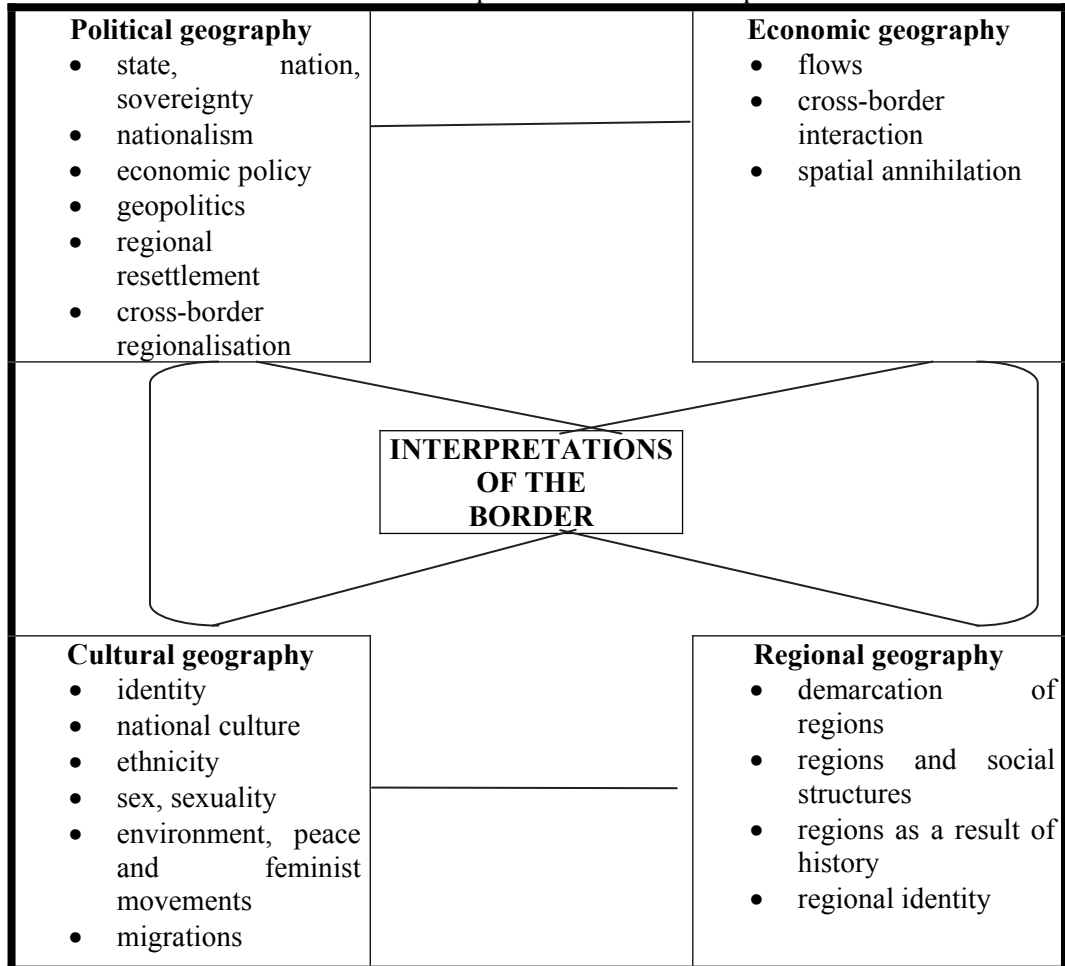 Political geography
• state, nation,
sovereignty
• nationalism
• economic policy
• geopolitics
• regional
resettlement
• cross-border
regionalisation
Economic geography
• flows
• cross-border
interaction
• spatial annihilation
INTERPRETATIONS
OF THE
BORDER
Cultural geography
• identity
• national culture
• ethnicity
• sex, sexuality
• environment, peace
and feminist
movements
• migrations
Regional geography
• demarcation of
regions
• regions and social
structures
• regions as a result of
history
• regional identity